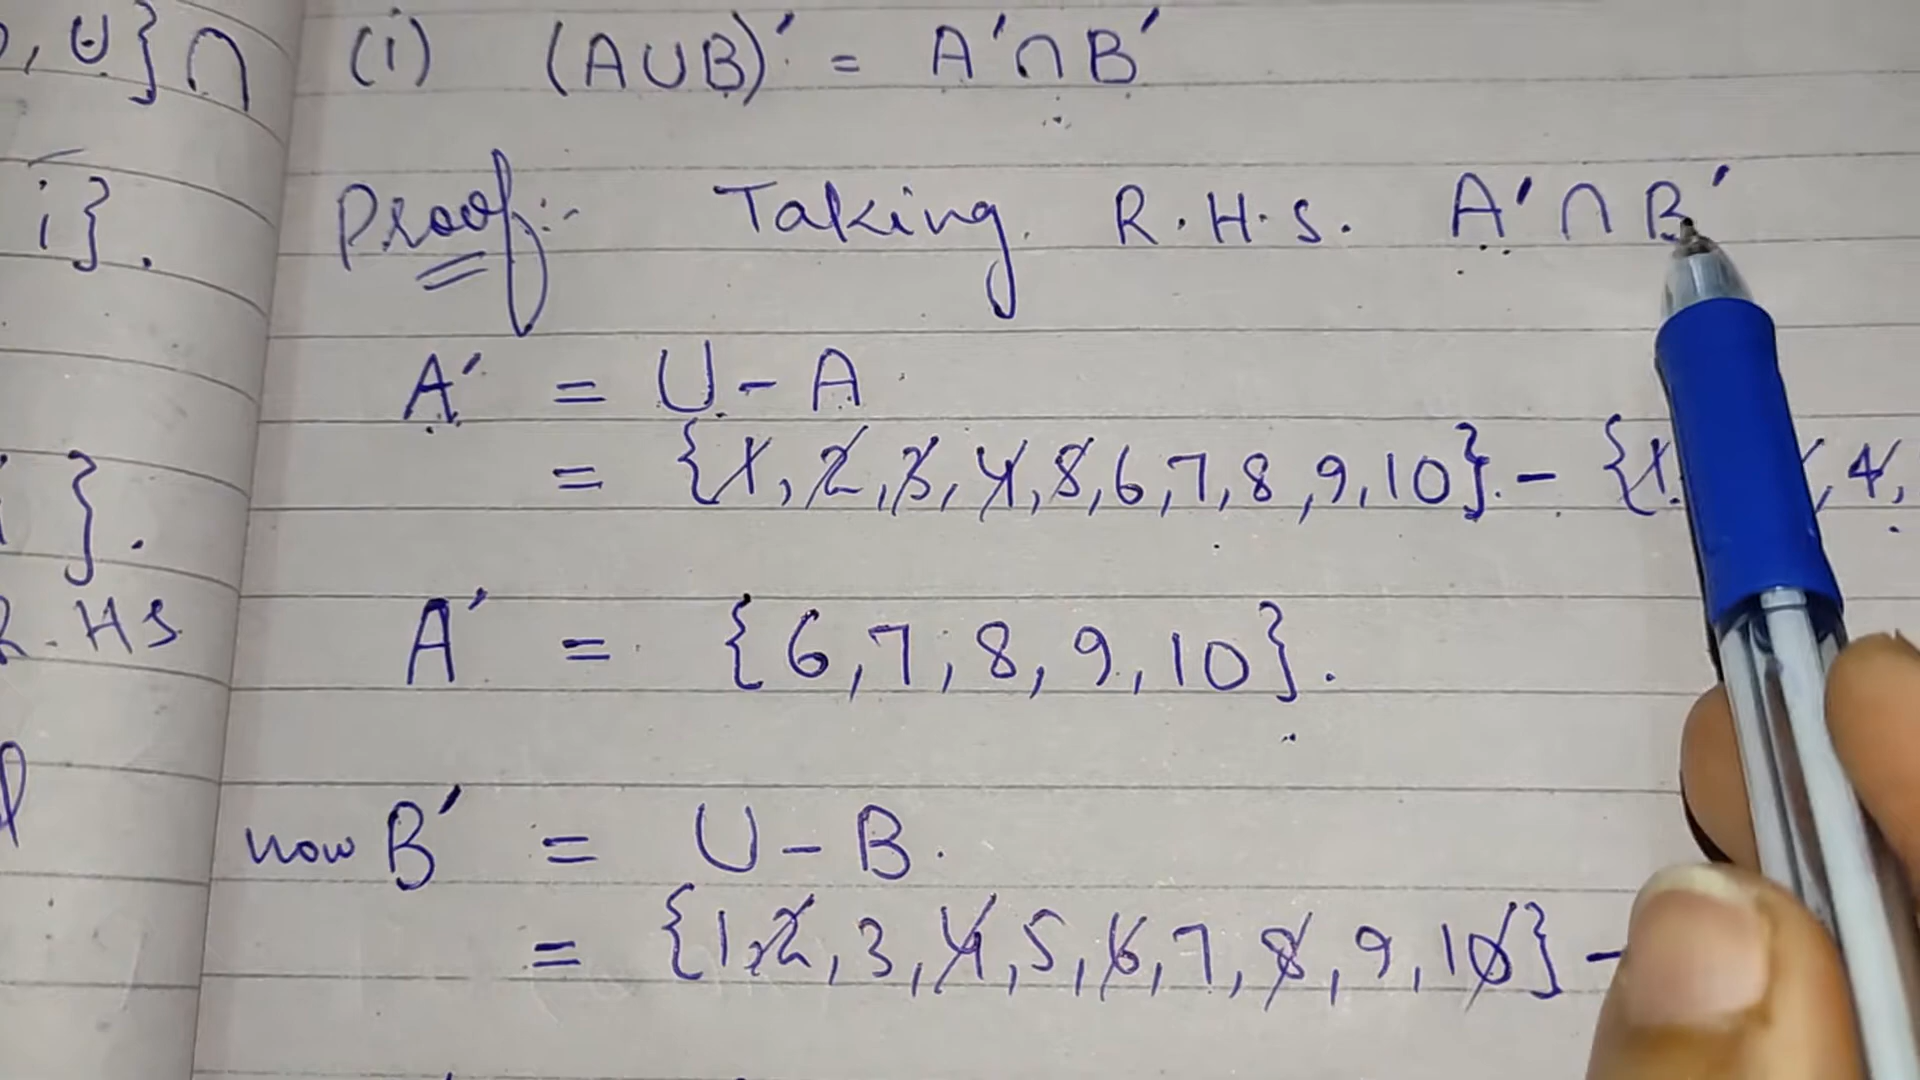 , U} ∩
i}.
}.
R.HS
(i) (A∪B)' = A'∩B'
Proof:- Taking R.H.S. A'∩B'
A' = U - A
= {1, 2, 3, 4, 5, 6, 7, 8, 9, 10} - {1, 4,
A' = {6, 7, 8, 9, 10}.
now B' = U - B.
= {1, 2, 3, 4, 5, 6, 7, 8, 9, 10} -